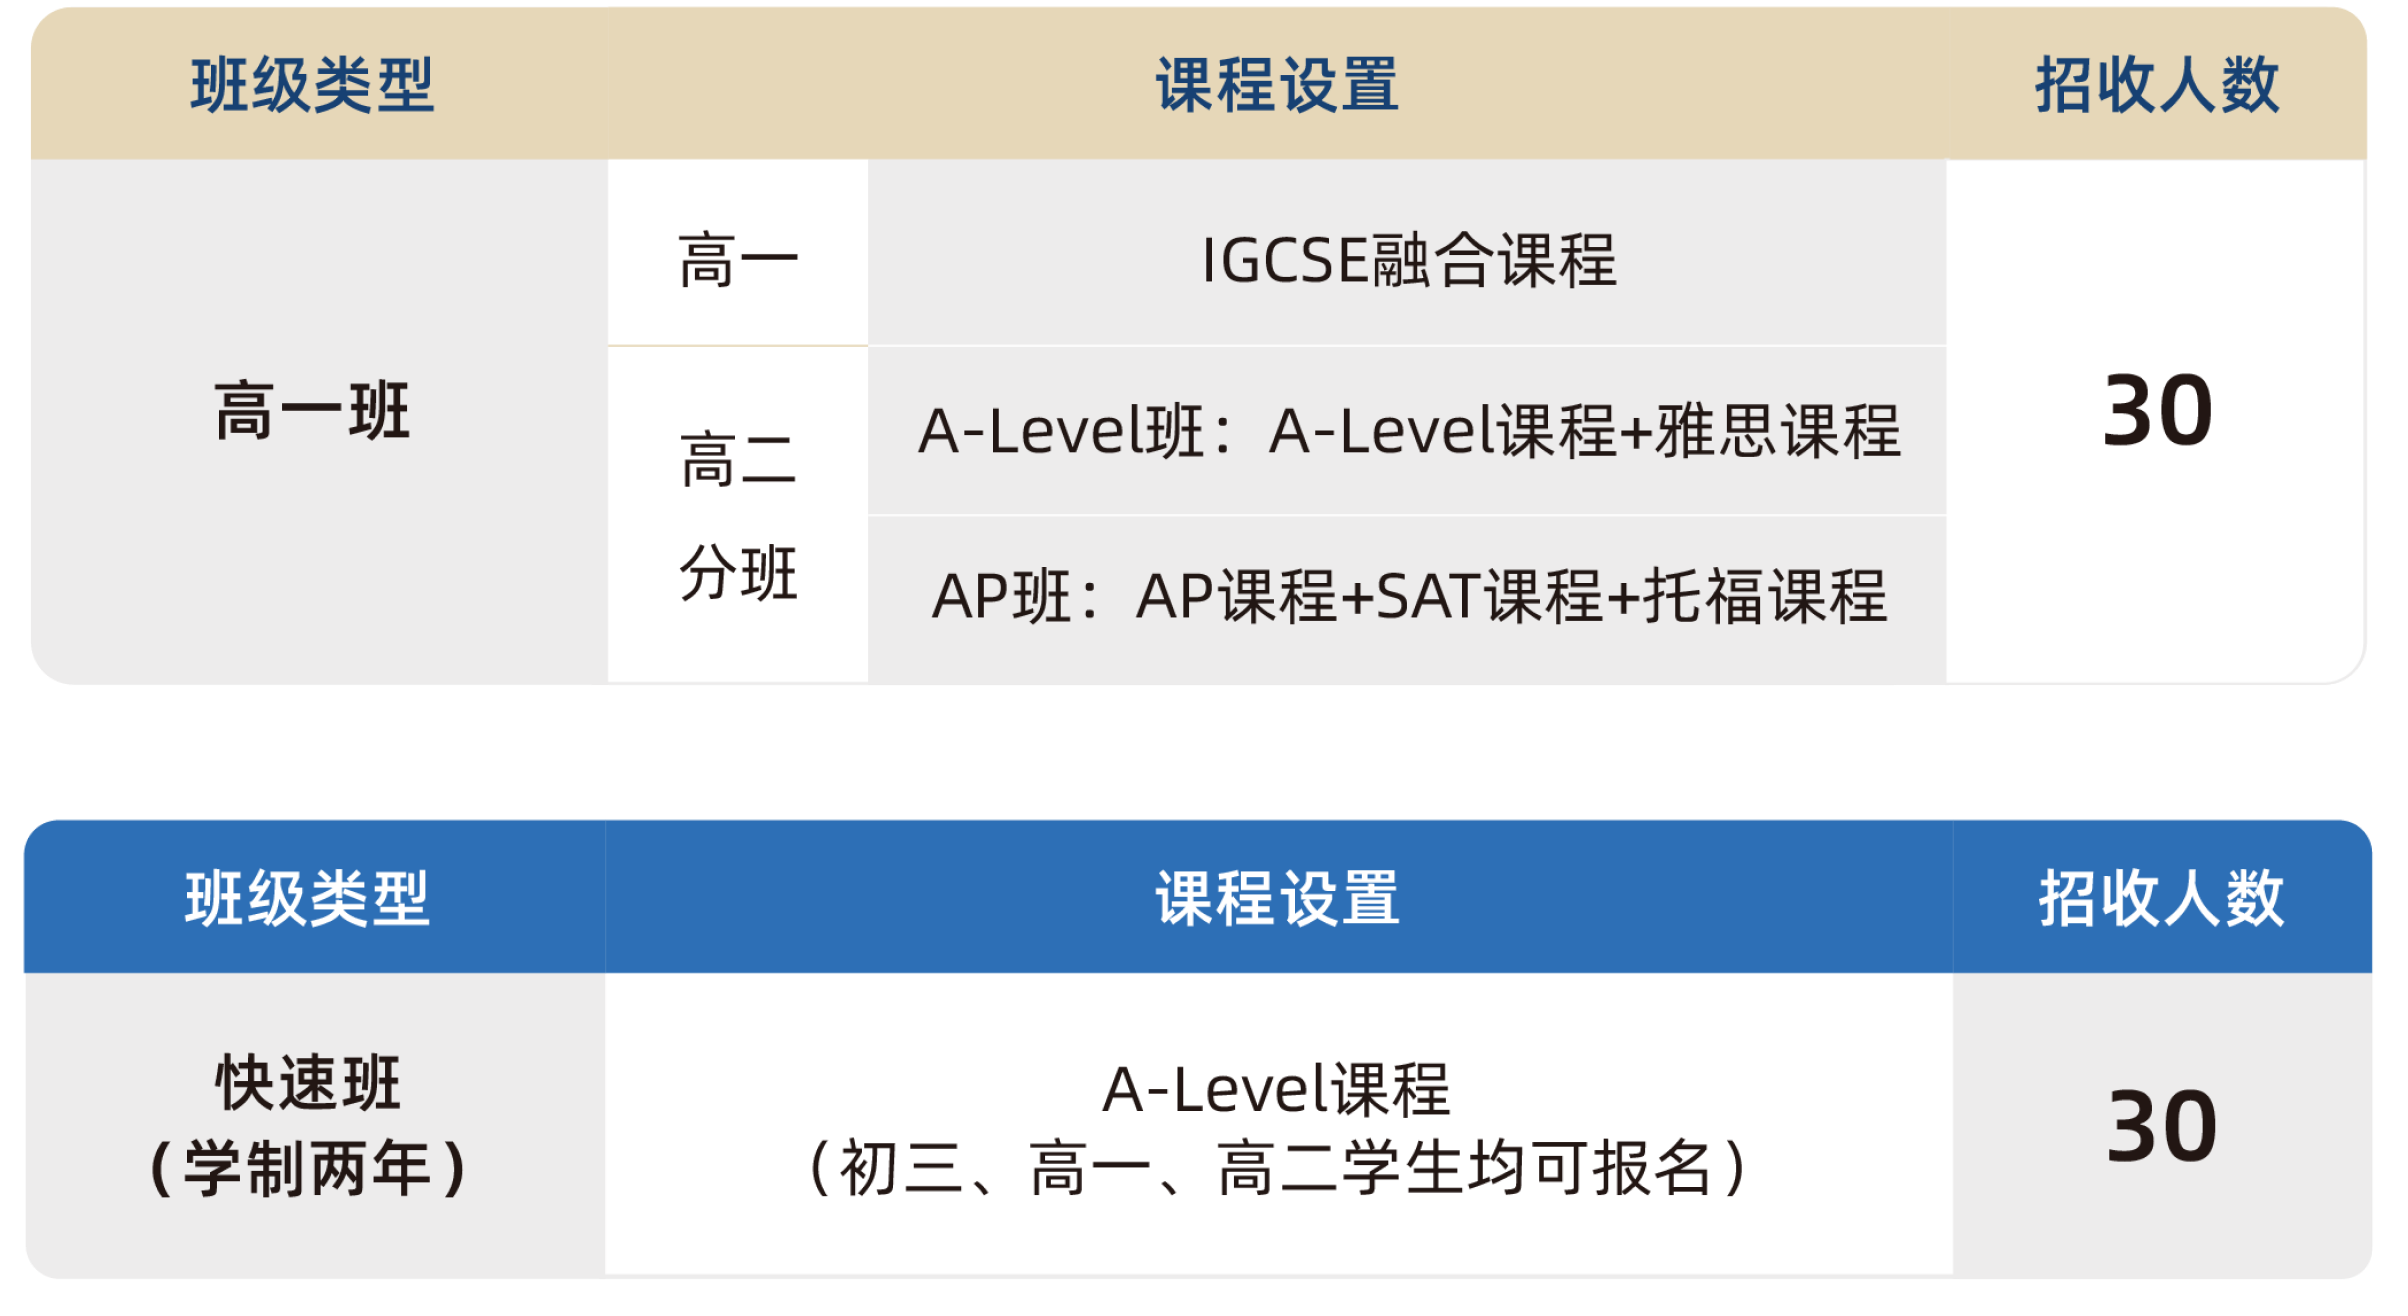 班级类型 课程设置 招收人数
高一班
高一
IGCSE融合课程
高二
分班
A-Level班：A-Level课程+雅思课程
AP班：AP课程+SAT课程+托福课程
30
班级类型 课程设置 招收人数
快速班
（学制两年）
A-Level课程
（初三、高一、高二学生均可报名）
30